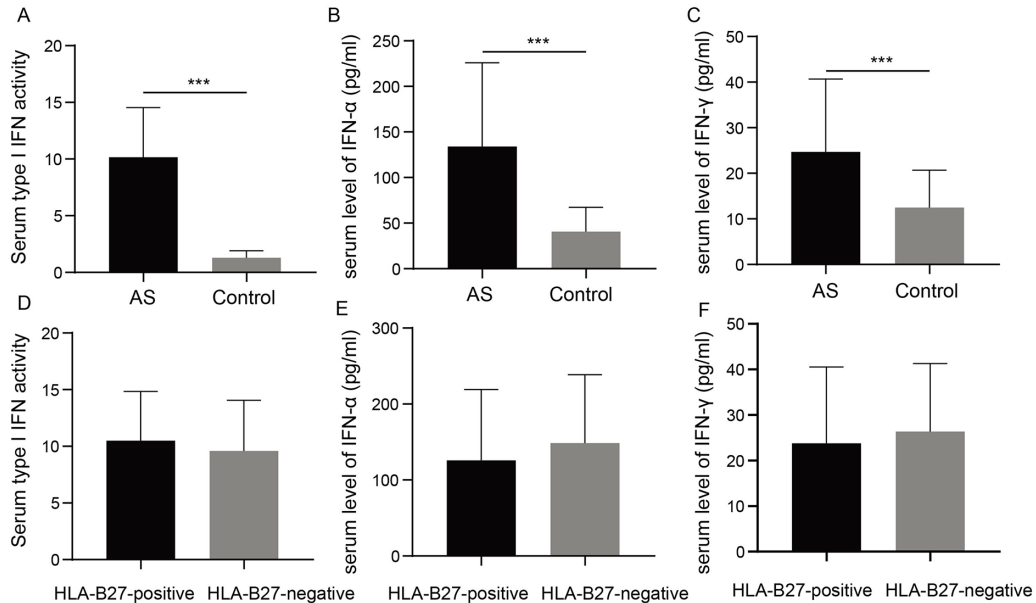 A
Serum type I IFN activity
20
15
10
5
0
***
AS
Control
B
serum level of IFN-α (pg/ml)
250
200
150
100
50
0
***
AS
Control
C
serum level of IFN-γ (pg/ml)
50
40
30
20
10
0
***
AS
Control
D
Serum type I IFN activity
20
15
10
5
0
HLA-B27-positive
HLA-B27-negative
E
serum level of IFN-α (pg/ml)
300
200
100
0
HLA-B27-positive
HLA-B27-negative
F
serum level of IFN-γ (pg/ml)
50
40
30
20
10
0
HLA-B27-positive
HLA-B27-negative